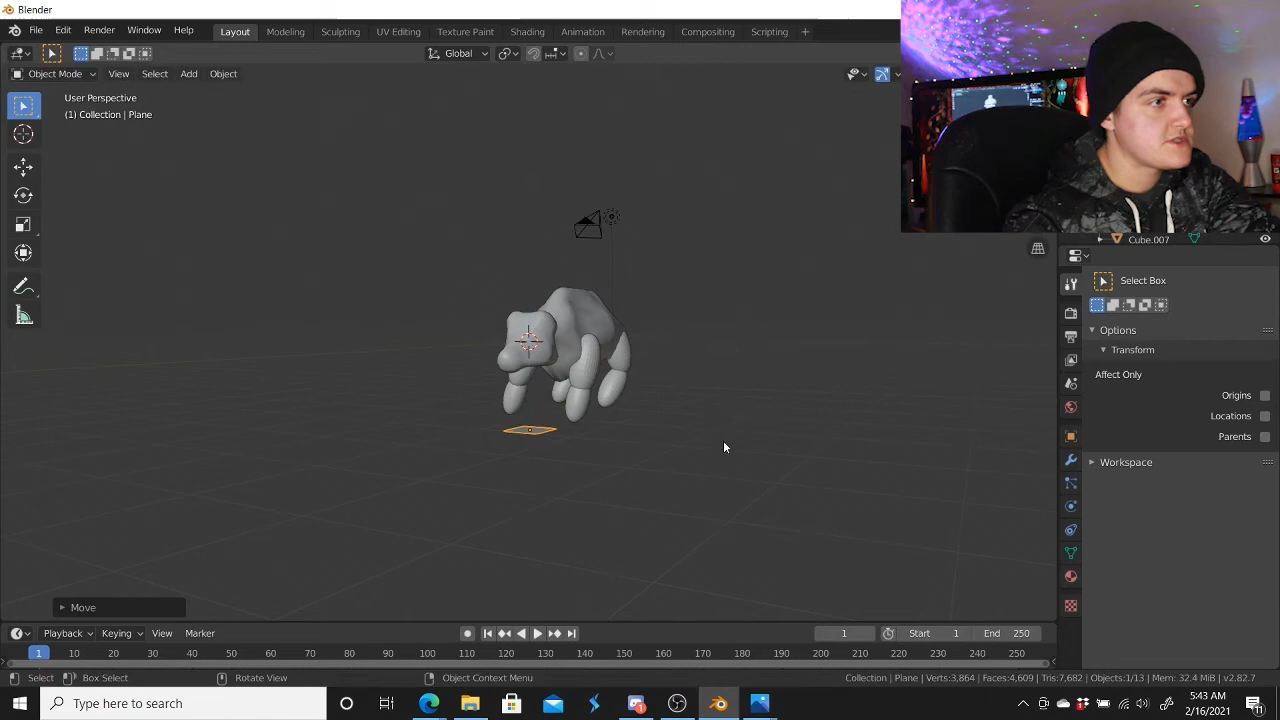 Blender
File Edit Render Window Help Layout Modeling Sculpting UV Editing Texture Paint Shading Animation Rendering Compositing Scripting +
Global
Object Mode View Select Add Object
User Perspective
(1) Collection | Plane
Cube.007
Select Box
Options
Transform
Affect Only
Origins
Locations
Parents
Workspace
Move
Playback Keying View Marker 1 Start 1 End 250
1 10 20 30 40 50 60 70 80 90 100 110 120 130 140 150 160 170 180 190 200 210 220 230 240 250
Select Box Select Rotate View Object Context Menu Collection | Plane | Verts:3,864 | Faces:4,609 | Tris:7,682 | Objects:1/13 | Mem: 32.4 MiB | v2.82.7
Type here to search
5:43 AM
2/16/2021
1
11